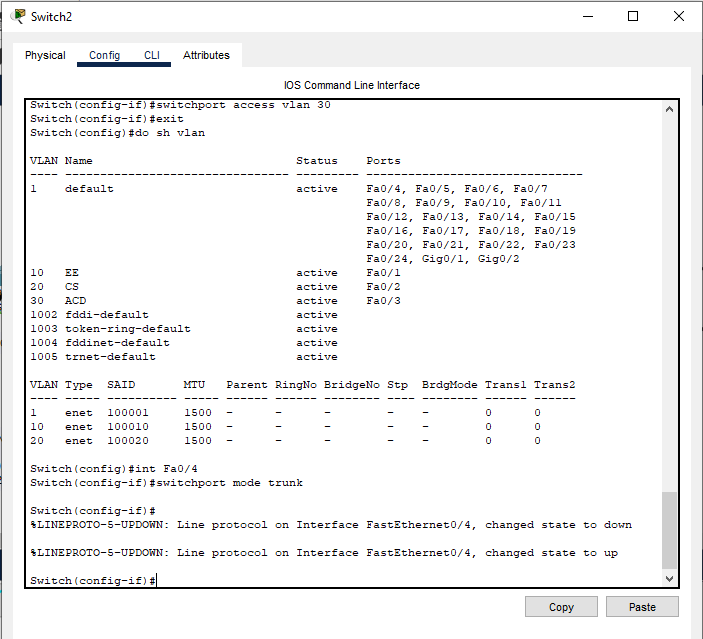 Switch2
Physical Config CLI Attributes
IOS Command Line Interface
Switch(config-if)#switchport access vlan 30
Switch(config-if)#exit
Switch(config)#do sh vlan
VLAN Name                             Status    Ports
---- -------------------------------- --------- -------------------------------
1    default                          active    Fa0/4, Fa0/5, Fa0/6, Fa0/7
                                                Fa0/8, Fa0/9, Fa0/10, Fa0/11
                                                Fa0/12, Fa0/13, Fa0/14, Fa0/15
                                                Fa0/16, Fa0/17, Fa0/18, Fa0/19
                                                Fa0/20, Fa0/21, Fa0/22, Fa0/23
                                                Fa0/24, Gig0/1, Gig0/2
10   EE                               active    Fa0/1
20   CS                               active    Fa0/2
30   ACD                              active    Fa0/3
1002 fddi-default                     active
1003 token-ring-default               active
1004 fddinet-default                  active
1005 trnet-default                    active
VLAN Type  SAID       MTU   Parent RingNo BridgeNo Stp  BrdgMode Trans1 Trans2
---- ----- ---------- ----- ------ ------ -------- ---- -------- ------ ------
1    enet  100001     1500  -      -      -        -    -        0      0
10   enet  100010     1500  -      -      -        -    -        0      0
20   enet  100020     1500  -      -      -        -    -        0      0
Switch(config)#int Fa0/4
Switch(config-if)#switchport mode trunk
Switch(config-if)#
%LINEPROTO-5-UPDOWN: Line protocol on Interface FastEthernet0/4, changed state to down
%LINEPROTO-5-UPDOWN: Line protocol on Interface FastEthernet0/4, changed state to up
Switch(config-if)#
Copy Paste